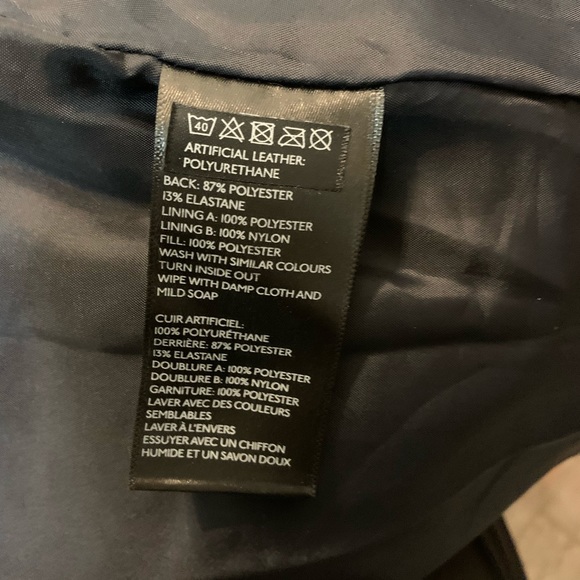 40
ARTIFICIAL LEATHER:
POLYURETHANE
BACK: 87% POLYESTER
13% ELASTANE
LINING A: 100% POLYESTER
LINING B: 100% NYLON
FILL: 100% POLYESTER
WASH WITH SIMILAR COLOURS
TURN INSIDE OUT
WIPE WITH DAMP CLOTH AND
MILD SOAP
CUIR ARTIFICIEL:
100% POLYURÉTHANE
DERRIÈRE: 87% POLYESTER
13% ELASTANE
DOUBLURE A: 100% POLYESTER
DOUBLURE B: 100% NYLON
GARNITURE: 100% POLYESTER
LAVER AVEC DES COULEURS
SEMBLABLES
LAVER À L'ENVERS
ESSUYER AVEC UN CHIFFON
HUMIDE ET UN SAVON DOUX